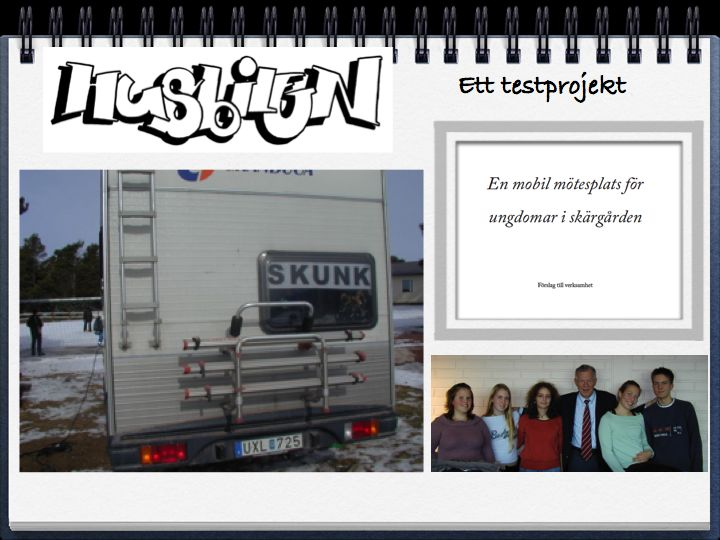 Husbilen
Ett testprojekt
En mobil mötesplats för
ungdomar i skärgården
Förslag till verksamhet
SKUNK
UXL 725